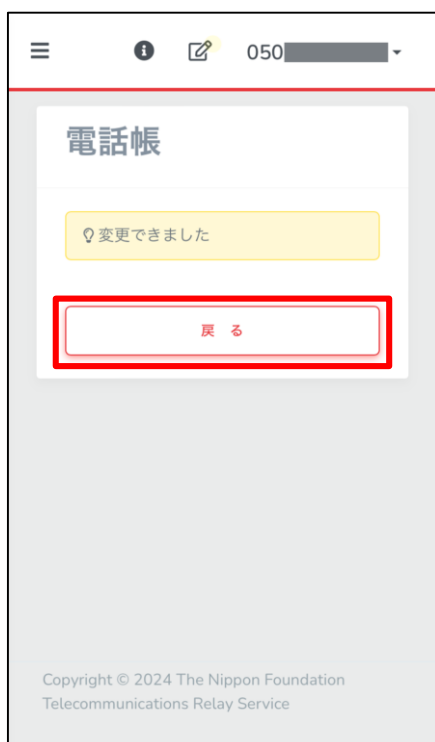 050
電話帳
変更できました
戻 る
Copyright © 2024 The Nippon Foundation
Telecommunications Relay Service